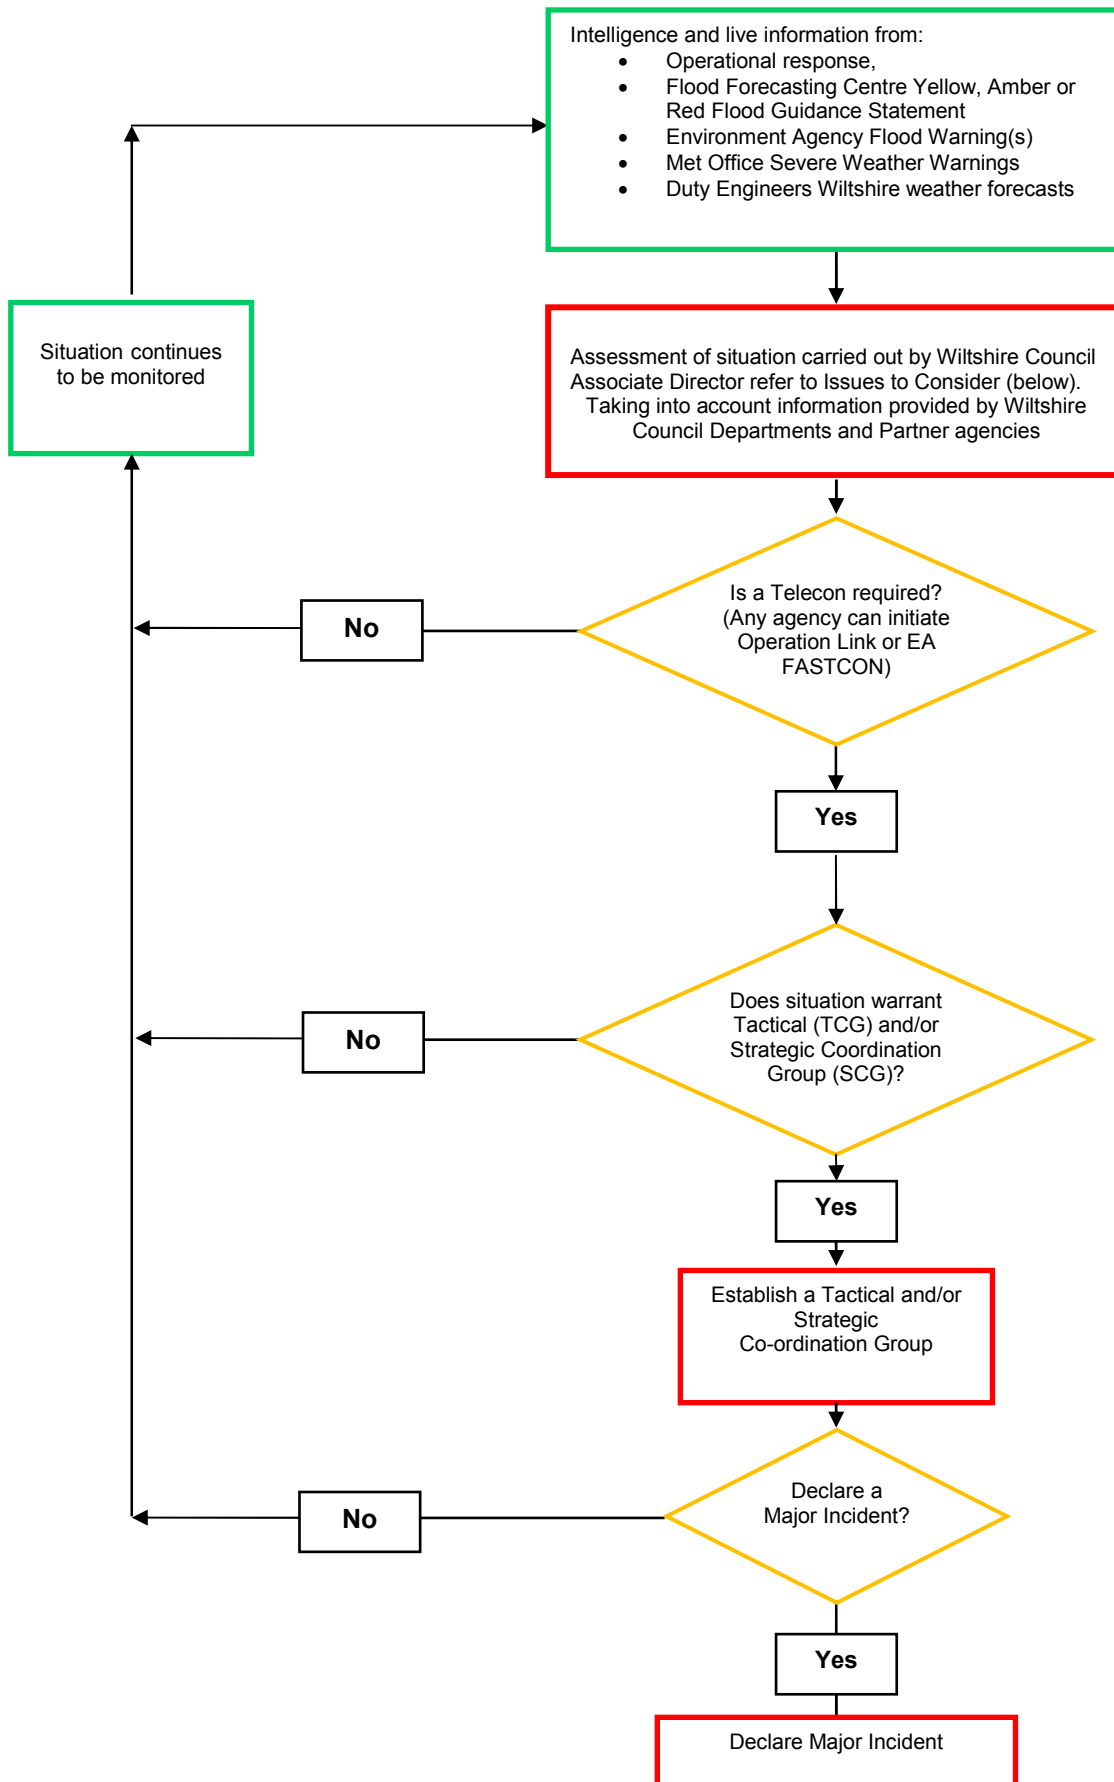 Intelligence and live information from:
• Operational response,
• Flood Forecasting Centre Yellow, Amber or
Red Flood Guidance Statement
• Environment Agency Flood Warning(s)
• Met Office Severe Weather Warnings
• Duty Engineers Wiltshire weather forecasts
Situation continues
to be monitored
Assessment of situation carried out by Wiltshire Council
Associate Director refer to Issues to Consider (below).
Taking into account information provided by Wiltshire
Council Departments and Partner agencies
Is a Telecon required?
(Any agency can initiate
Operation Link or EA
FASTCON)
No
Yes
Does situation warrant
Tactical (TCG) and/or
Strategic Coordination
Group (SCG)?
No
Yes
Establish a Tactical and/or
Strategic
Co-ordination Group
Declare a
Major Incident?
No
Yes
Declare Major Incident